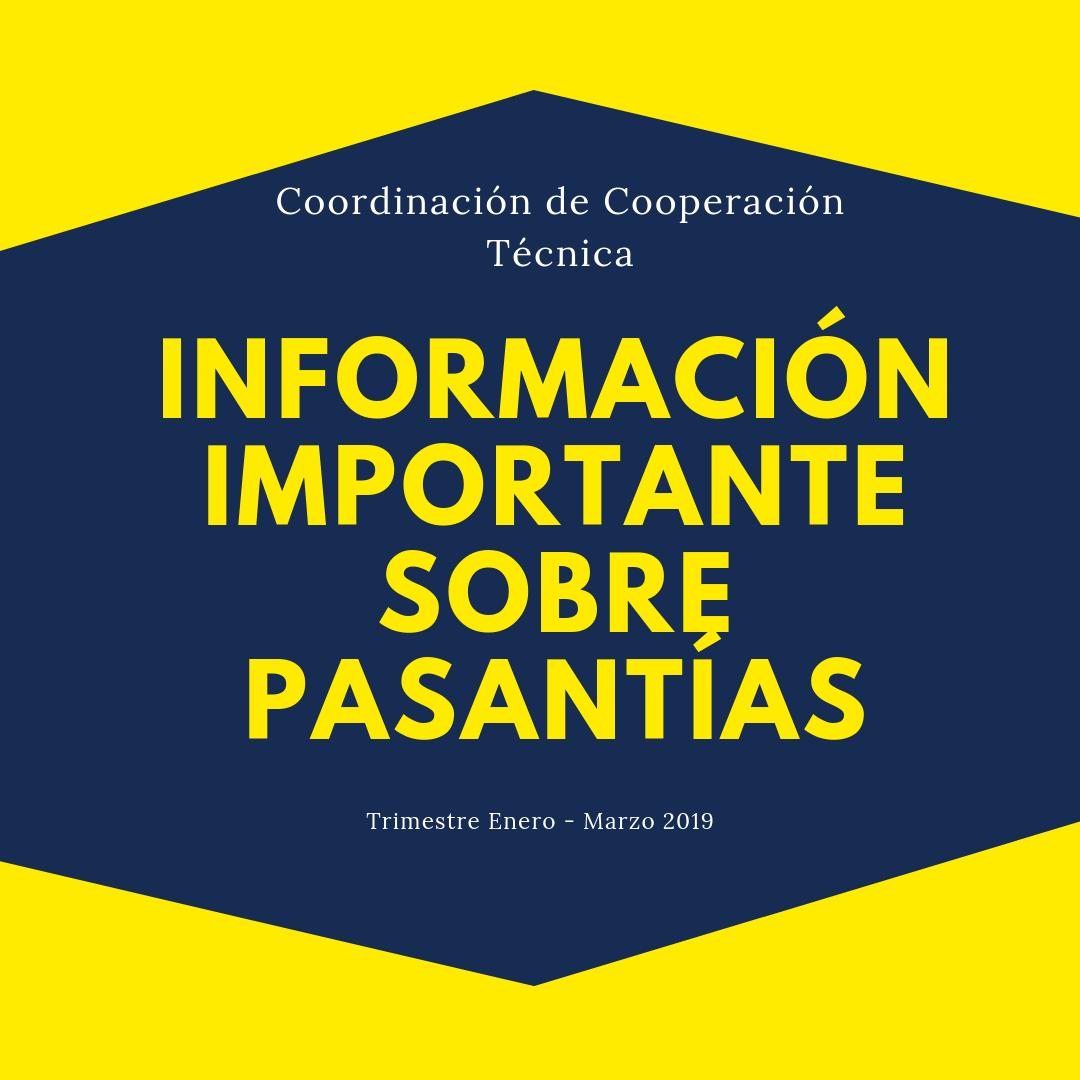 Coordinación de Cooperación
Técnica
INFORMACIÓN
IMPORTANTE
SOBRE
PASANTÍAS
Trimestre Enero - Marzo 2019